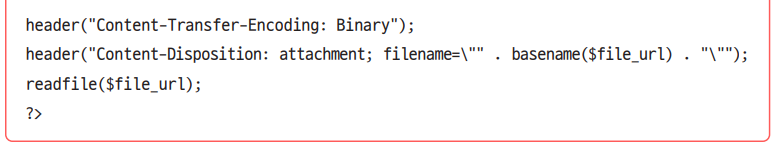 header("Content-Transfer-Encoding: Binary");
header("Content-Disposition: attachment; filename=\"" . basename($file_url) . "\"");
readfile($file_url);
?>